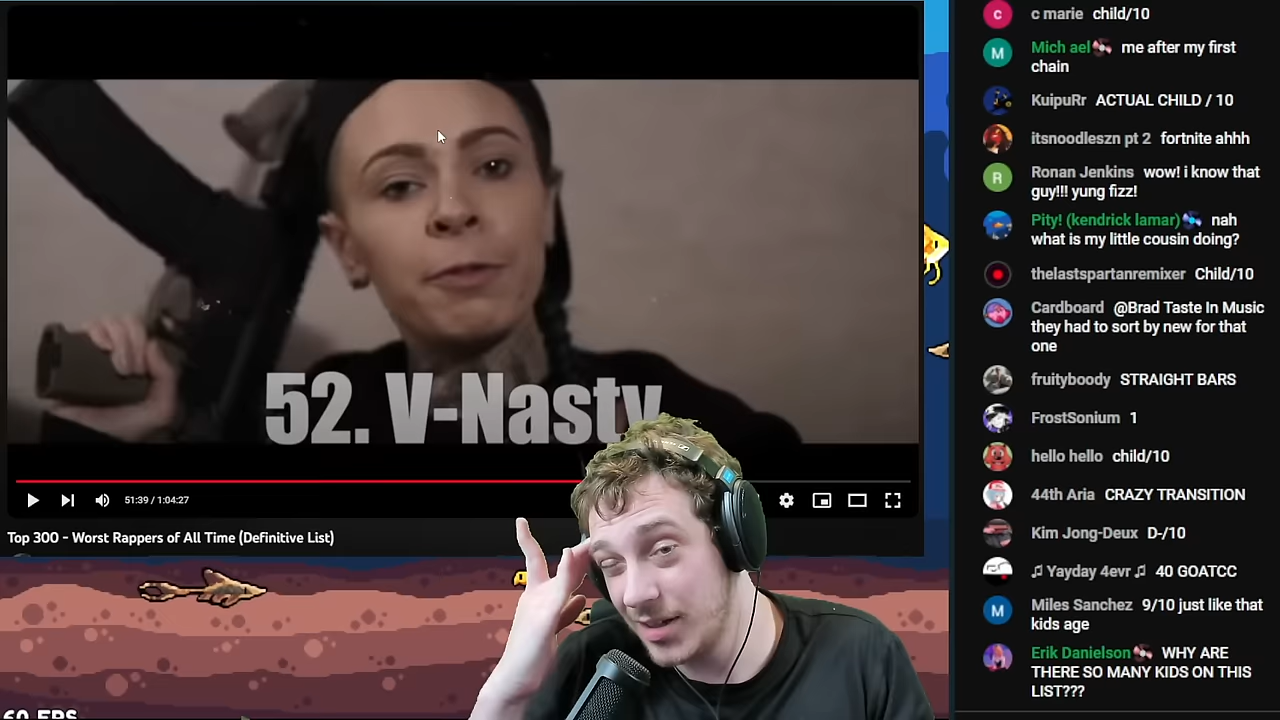 52. V-Nasty
51:39 / 1:04:27
Top 300 - Worst Rappers of All Time (Definitive List)
60 FPS
C
c marie child/10
M
Mich ael me after my first
chain
KuipuRr ACTUAL CHILD / 10
itsnoodleszn pt 2 fortnite ahhh
R
Ronan Jenkins wow! i know that
guy!!! yung fizz!
Pity! (kendrick lamar) nah
what is my little cousin doing?
thelastspartanremixer Child/10
Cardboard @Brad Taste In Music
they had to sort by new for that
one
fruitybody STRAIGHT BARS
FrostSonium 1
hello hello child/10
44th Aria CRAZY TRANSITION
Kim Jong-Deux D-/10
♫ Yayday 4evr ♫ 40 GOATCC
M
Miles Sanchez 9/10 just like that
kids age
Erik Danielson WHY ARE
THERE SO MANY KIDS ON THIS
LIST???